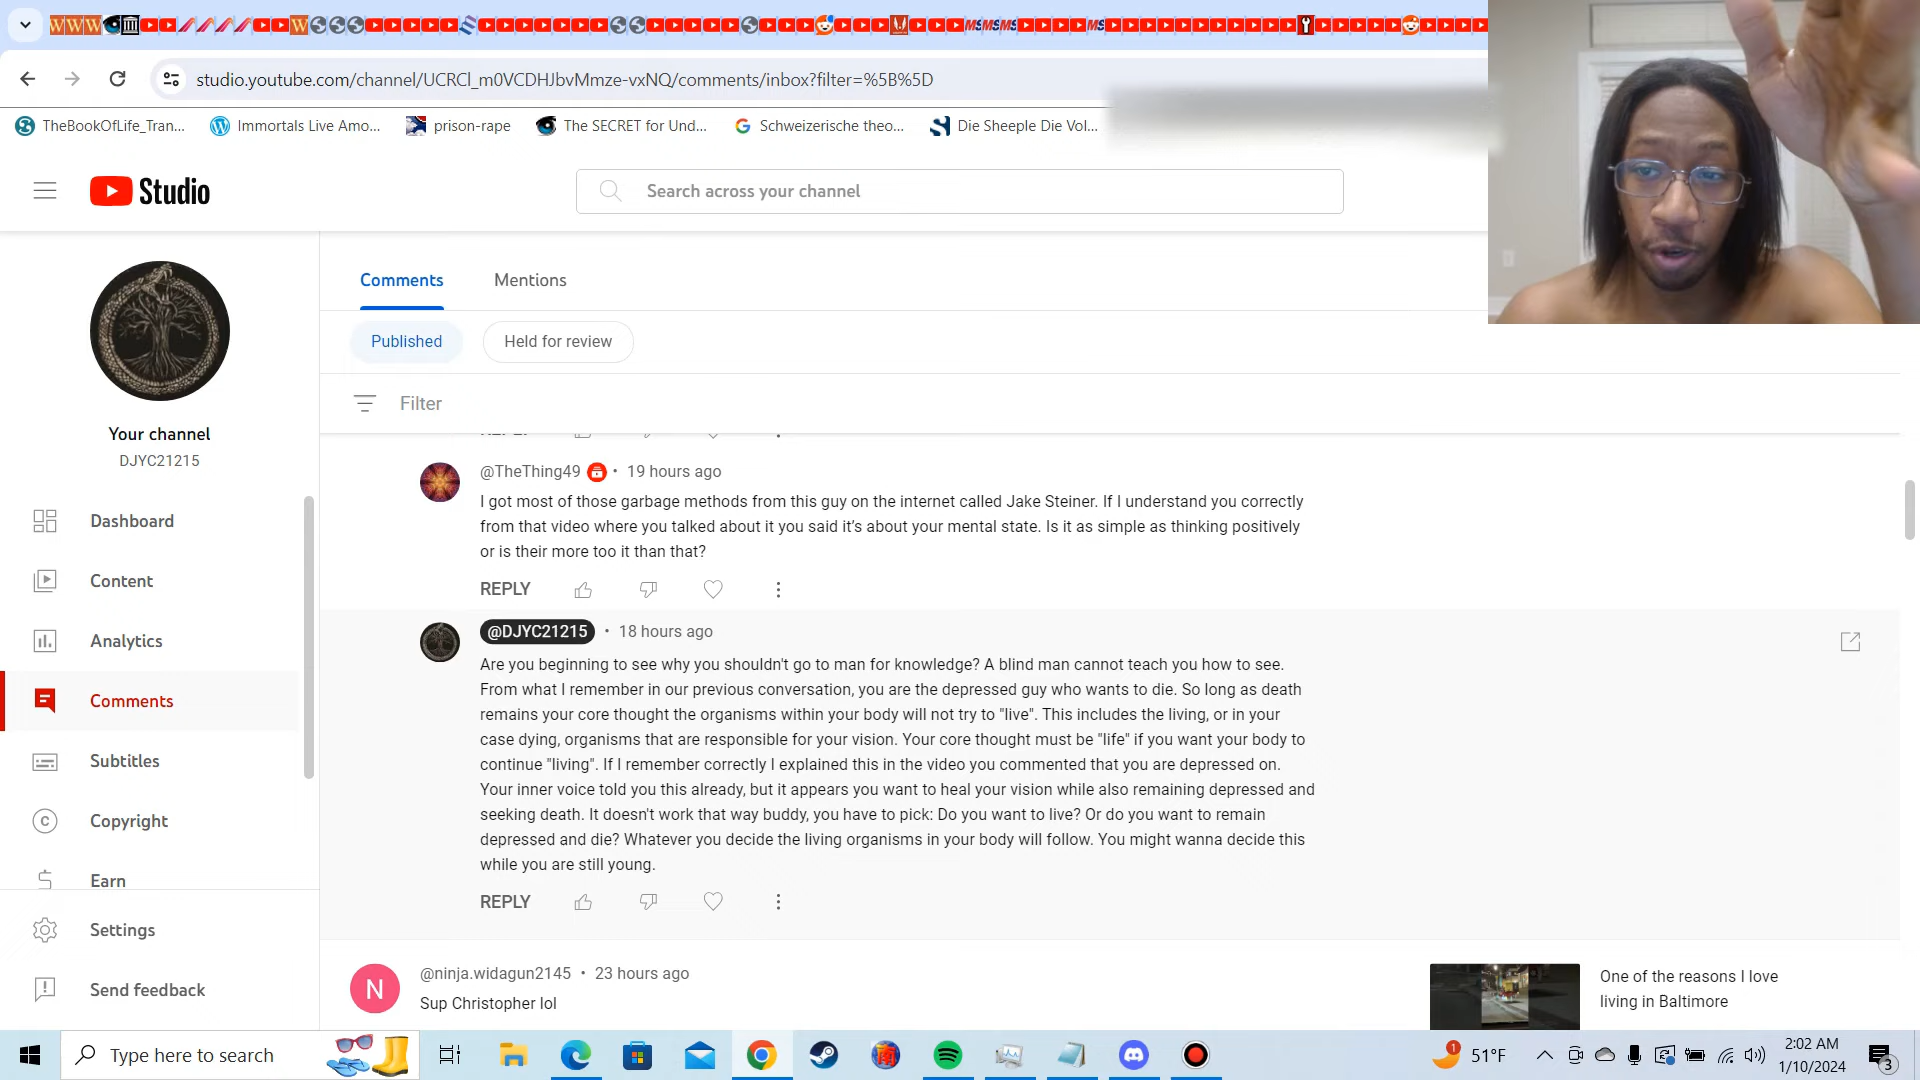 studio.youtube.com/channel/UCRCl_m0VCDHJbvMmze-vxNQ/comments/inbox?filter=%5B%5D
TheBookOfLife_Tran... Immortals Live Amo... prison-rape The SECRET for Und... Schweizerische theo... Die Sheeple Die Vol...
Studio
Search across your channel
Your channel
DJYC21215
Dashboard
Content
Analytics
Comments
Subtitles
Copyright
Earn
Settings
Send feedback
Comments Mentions
Published Held for review
Filter
@TheThing49 • 19 hours ago
I got most of those garbage methods from this guy on the internet called Jake Steiner. If I understand you correctly
from that video where you talked about it you said it's about your mental state. Is it as simple as thinking positively
or is their more too it than that?
REPLY
@DJYC21215 • 18 hours ago
Are you beginning to see why you shouldn't go to man for knowledge? A blind man cannot teach you how to see.
From what I remember in our previous conversation, you are the depressed guy who wants to die. So long as death
remains your core thought the organisms within your body will not try to "live". This includes the living, or in your
case dying, organisms that are responsible for your vision. Your core thought must be "life" if you want your body to
continue "living". If I remember correctly I explained this in the video you commented that you are depressed on.
Your inner voice told you this already, but it appears you want to heal your vision while also remaining depressed and
seeking death. It doesn't work that way buddy, you have to pick: Do you want to live? Or do you want to remain
depressed and die? Whatever you decide the living organisms in your body will follow. You might wanna decide this
while you are still young.
REPLY
N
@ninja.widagun2145 • 23 hours ago
Sup Christopher lol
One of the reasons I love
living in Baltimore
Type here to search
1
51°F
2:02 AM
1/10/2024
3